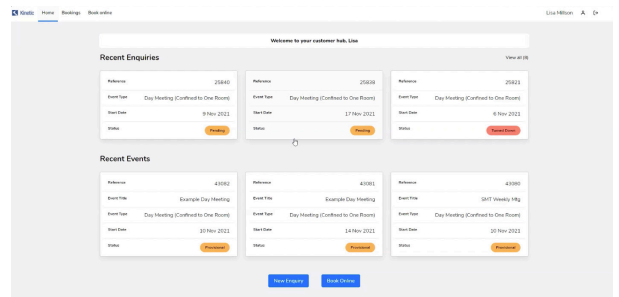 Kinetic Home Bookings Book online Lisa Millson
Welcome to your customer hub, Lisa
Recent Enquiries View all (8)
Reference 25840 Reference 25838 Reference 25821
Event Type Day Meeting (Confined to One Room) Event Type Day Meeting (Confined to One Room) Event Type Day Meeting (Confined to One Room)
Start Date 9 Nov 2021 Start Date 17 Nov 2021 Start Date 6 Nov 2021
Status Pending Status Pending Status
Recent Events
Reference 43082 Reference 43081 Reference 43080
Event Title Example Day Meeting Event Title Example Day Meeting Event Title SMT Weekly Mtg
Event Type Day Meeting (Confined to One Room) Event Type Day Meeting (Confined to One Room) Event Type Day Meeting (Confined to One Room)
Start Date 10 Nov 2021 Start Date 14 Nov 2021 Start Date 10 Nov 2021
Status Provisional Status Provisional Status Provisional
New Enquiry Book Online